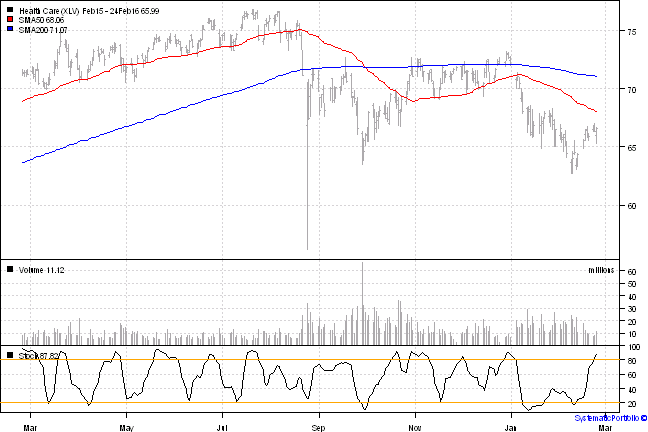 Health Care (XLV) Feb15 - 24Feb16 65.99
SMA50 68.06
SMA200 71.07
75
70
65
60
Volume 11.12
millions
60
50
40
30
20
10
Stock 87.82
100
80
60
40
20
SystematicPortfolio ©
Mar May Jul Sep Nov Jan Mar